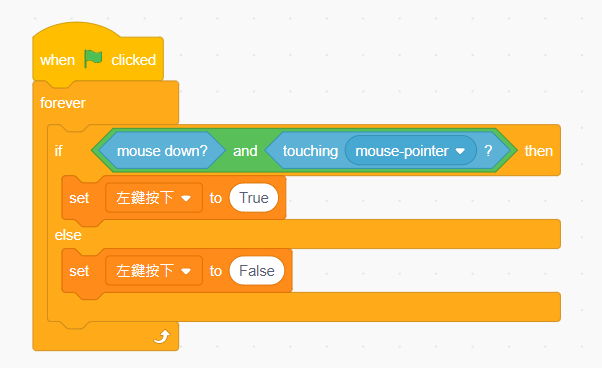 when clicked
forever
if mouse down? and touching mouse-pointer ? then
set 左鍵按下 to True
else
set 左鍵按下 to False